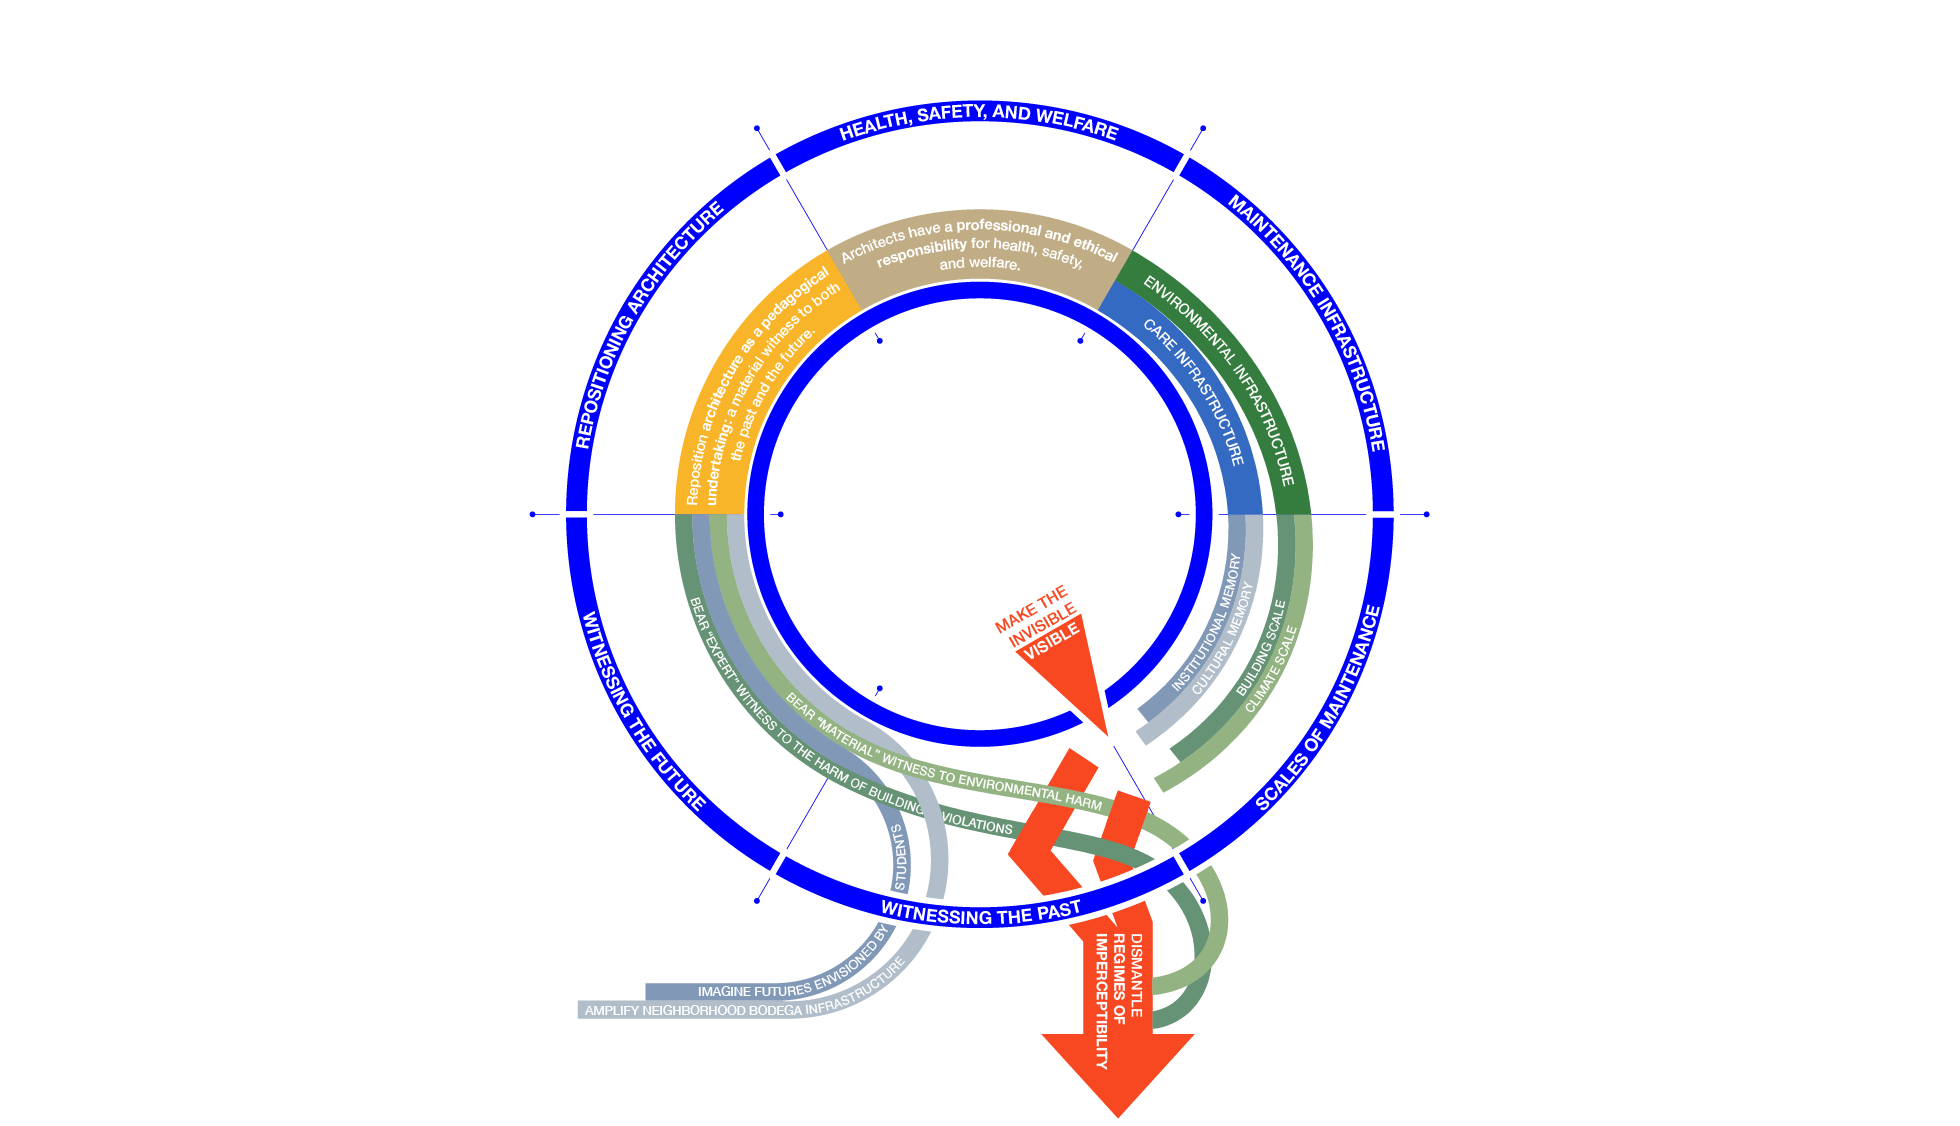 HEALTH, SAFETY, AND WELFARE
MAINTENANCE INFRASTRUCTURE
SCALES OF MAINTENANCE
WITNESSING THE PAST
WITNESSING THE FUTURE
REPOSITIONING ARCHITECTURE
Architects have a professional and ethical
responsibility for health, safety,
and welfare.
ENVIRONMENTAL INFRASTRUCTURE
CARE INFRASTRUCTURE
INSTITUTIONAL MEMORY
CULTURAL MEMORY
BUILDING SCALE
CLIMATE SCALE
Reposition architecture as a pedagogical
undertaking: a material witness to both
the past and the future.
MAKE THE
INVISIBLE
VISIBLE
BEAR “EXPERT” WITNESS TO THE HARM OF BUILDING VIOLATIONS
BEAR “MATERIAL” WITNESS TO ENVIRONMENTAL HARM
IMAGINE FUTURES ENVISIONED BY STUDENTS
AMPLIFY NEIGHBORHOOD BODEGA INFRASTRUCTURE
DISMANTLE
REGIMES OF
IMPERCEPTIBILITY